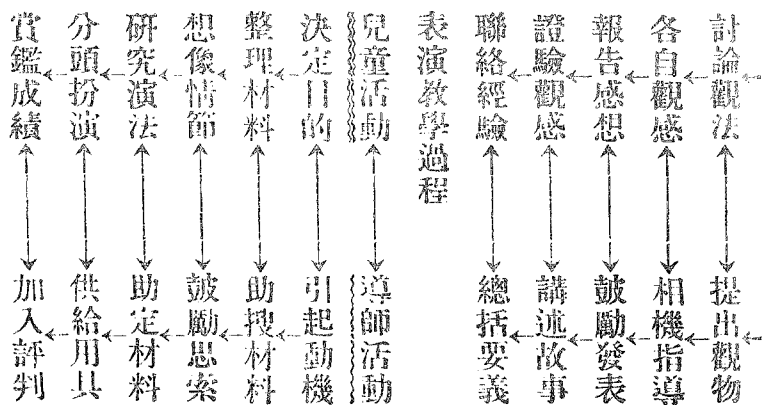 討論觀法
提出觀物
各自觀感
相機指導
報告感想
鼓勵發表
證驗觀感
講述故事
聯絡經驗
總括要義
表演教學過程
兒童活動
導師活動
決定目的
引起動機
整理材料
助搜材料
想像情節
鼓勵思索
研究演法
助定材料
分頭扮演
供給用具
賞鑑成績
加入評判